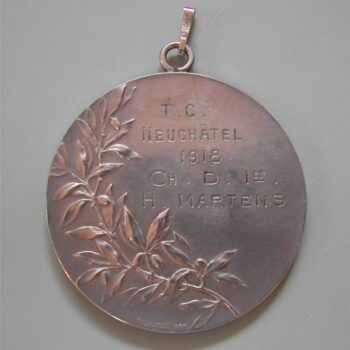 T.C.
NEUCHÂTEL
1918
CH. D. 1ER.
H. MARTENS